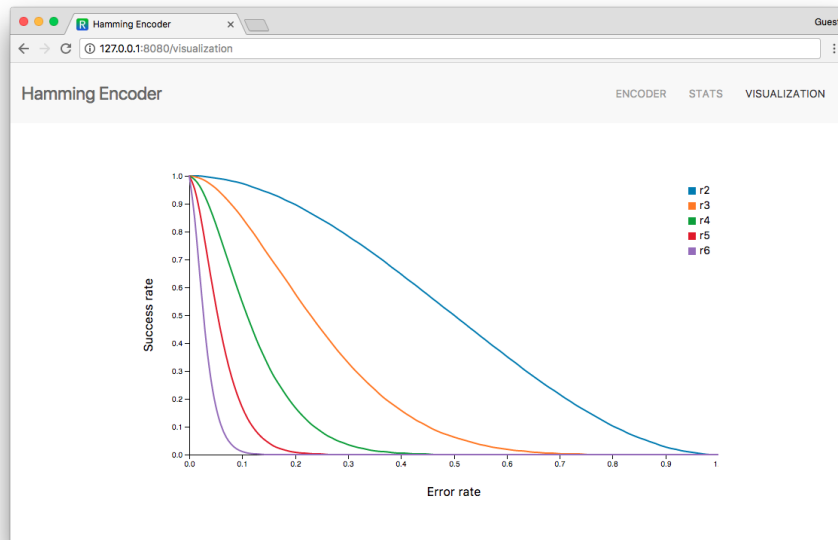 Hamming Encoder
Guest
127.0.0.1:8080/visualization
Hamming Encoder
ENCODER STATS VISUALIZATION
1.0
0.9
0.8
0.7
0.6
0.5
0.4
0.3
0.2
0.1
0.0
Success rate
r2
r3
r4
r5
r6
0.0 0.1 0.2 0.3 0.4 0.5 0.6 0.7 0.8 0.9 1
Error rate